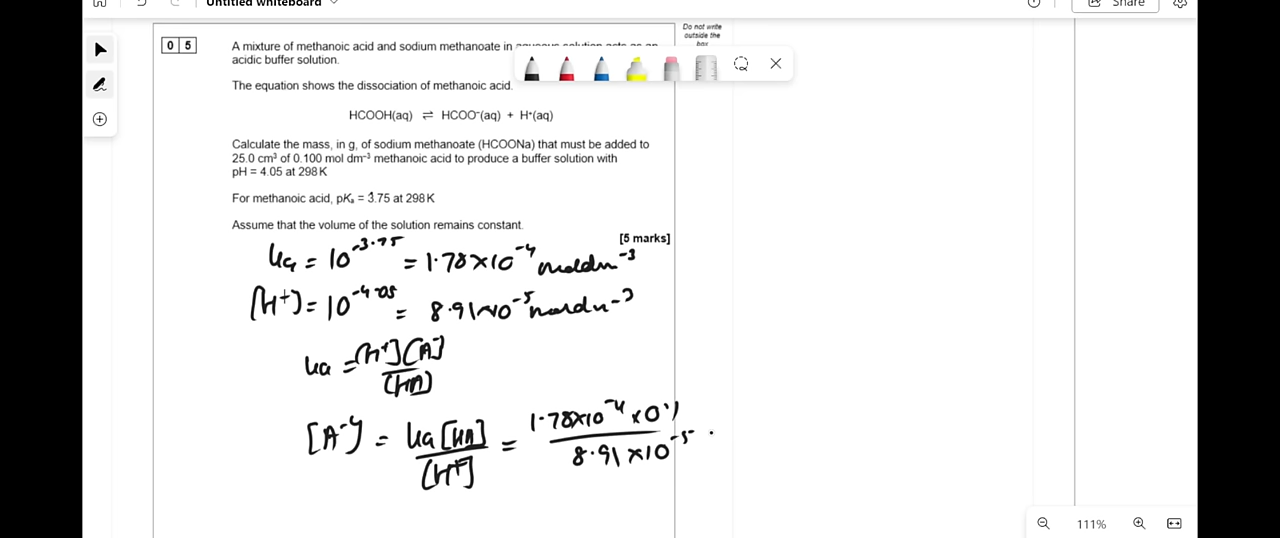 Untitled whiteboard
Share
Do not write
outside the
box
0 5
A mixture of methanoic acid and sodium methanoate in aqueous solution acts as an
acidic buffer solution.
The equation shows the dissociation of methanoic acid.
HCOOH(aq) ⇌ HCOO⁻(aq) + H⁺(aq)
Calculate the mass, in g, of sodium methanoate (HCOONa) that must be added to
25.0 cm³ of 0.100 mol dm⁻³ methanoic acid to produce a buffer solution with
pH = 4.05 at 298 K
For methanoic acid, pKₐ = 3.75 at 298 K
Assume that the volume of the solution remains constant.
[5 marks]
Ka = 10^-3.75 = 1.78×10^-4 moldm^-3
[H+] = 10^-4.05 = 8.91×10^-5 moldm^-3
Ka = [H+][A-] / [HA]
[A-] = Ka[HA] / [H+] = 1.78×10^-4 × 0.1 / 8.91×10^-5
111%